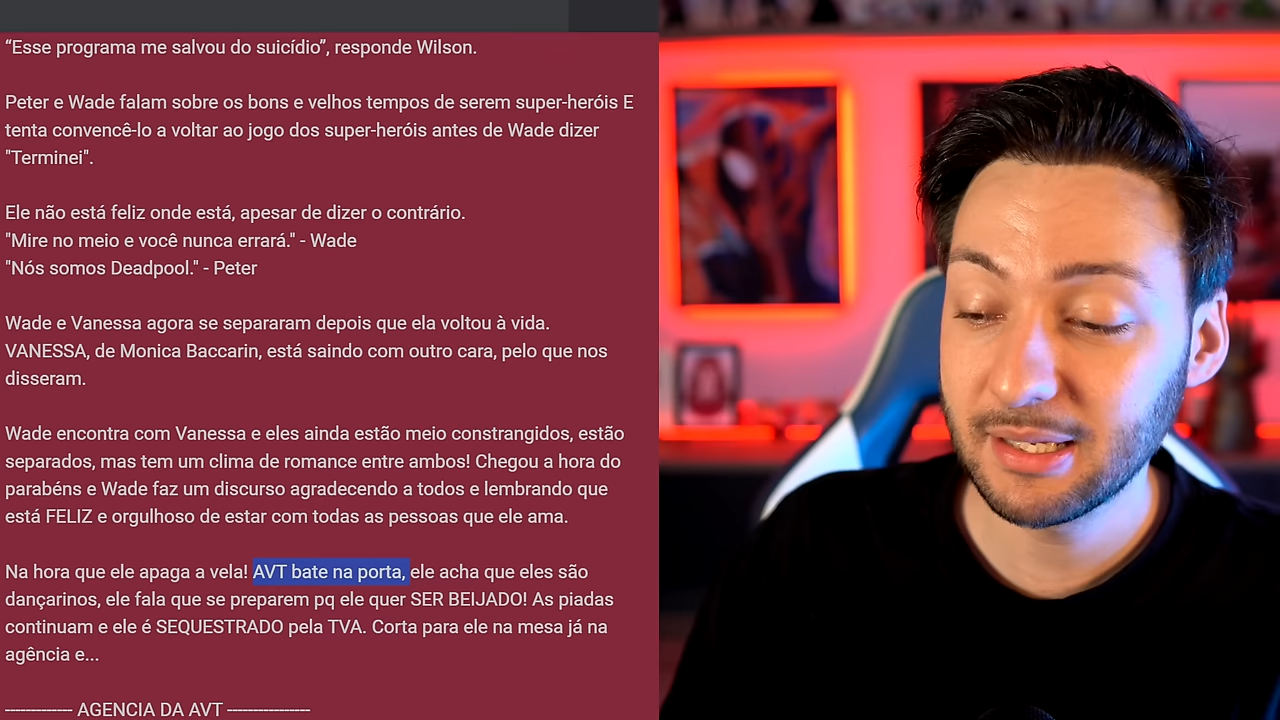 “Esse programa me salvou do suicídio”, responde Wilson.
Peter e Wade falam sobre os bons e velhos tempos de serem super-heróis E
tenta convencê-lo a voltar ao jogo dos super-heróis antes de Wade dizer
"Terminei".
Ele não está feliz onde está, apesar de dizer o contrário.
"Mire no meio e você nunca errará." - Wade
"Nós somos Deadpool." - Peter
Wade e Vanessa agora se separaram depois que ela voltou à vida.
VANESSA, de Monica Baccarin, está saindo com outro cara, pelo que nos
disseram.
Wade encontra com Vanessa e eles ainda estão meio constrangidos, estão
separados, mas tem um clima de romance entre ambos! Chegou a hora do
parabéns e Wade faz um discurso agradecendo a todos e lembrando que
está FELIZ e orgulhoso de estar com todas as pessoas que ele ama.
Na hora que ele apaga a vela! AVT bate na porta, ele acha que eles são
dançarinos, ele fala que se preparem pq ele quer SER BEIJADO! As piadas
continuam e ele é SEQUESTRADO pela TVA. Corta para ele na mesa já na
agência e...
------------- AGENCIA DA AVT ----------------